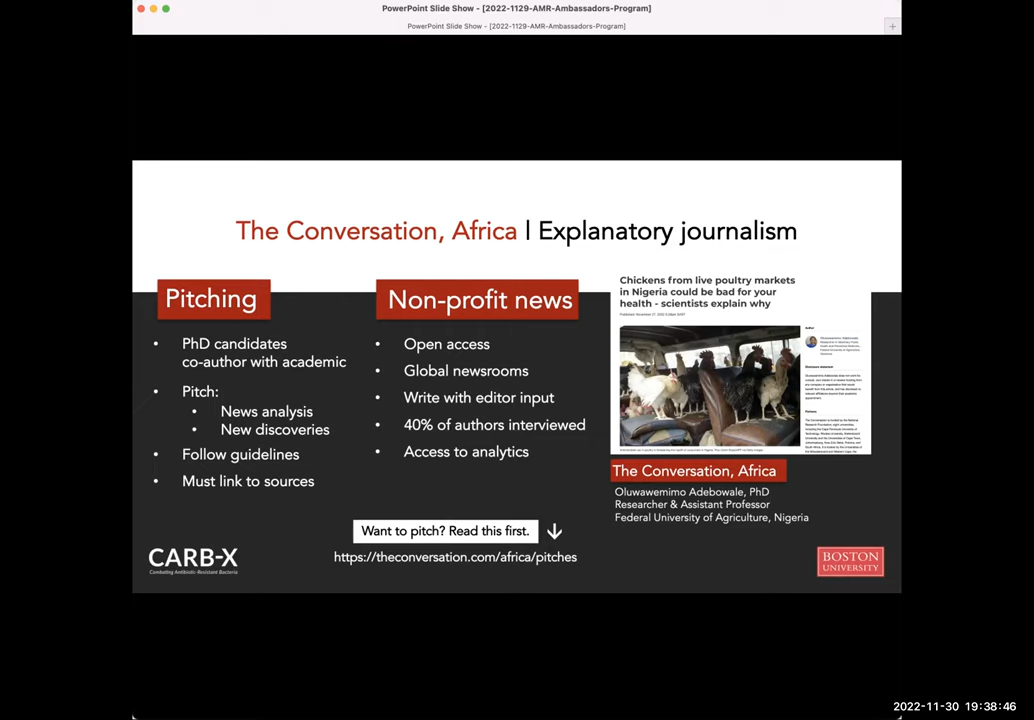 PowerPoint Slide Show - [2022-1129-AMR-Ambassadors-Program]
PowerPoint Slide Show - [2022-1129-AMR-Ambassadors-Program]
The Conversation, Africa | Explanatory journalism
Pitching
• PhD candidates
co-author with academic
• Pitch:
• News analysis
• New discoveries
• Follow guidelines
• Must link to sources
Non-profit news
• Open access
• Global newsrooms
• Write with editor input
• 40% of authors interviewed
• Access to analytics
Chickens from live poultry markets
in Nigeria could be bad for your
health - scientists explain why
The Conversation, Africa
Oluwawemimo Adebowale, PhD
Researcher & Assistant Professor
Federal University of Agriculture, Nigeria
Want to pitch? Read this first.
https://theconversation.com/africa/pitches
CARB-X
Combating Antibiotic-Resistant Bacteria
BOSTON
UNIVERSITY
2022-11-30 19:38:46